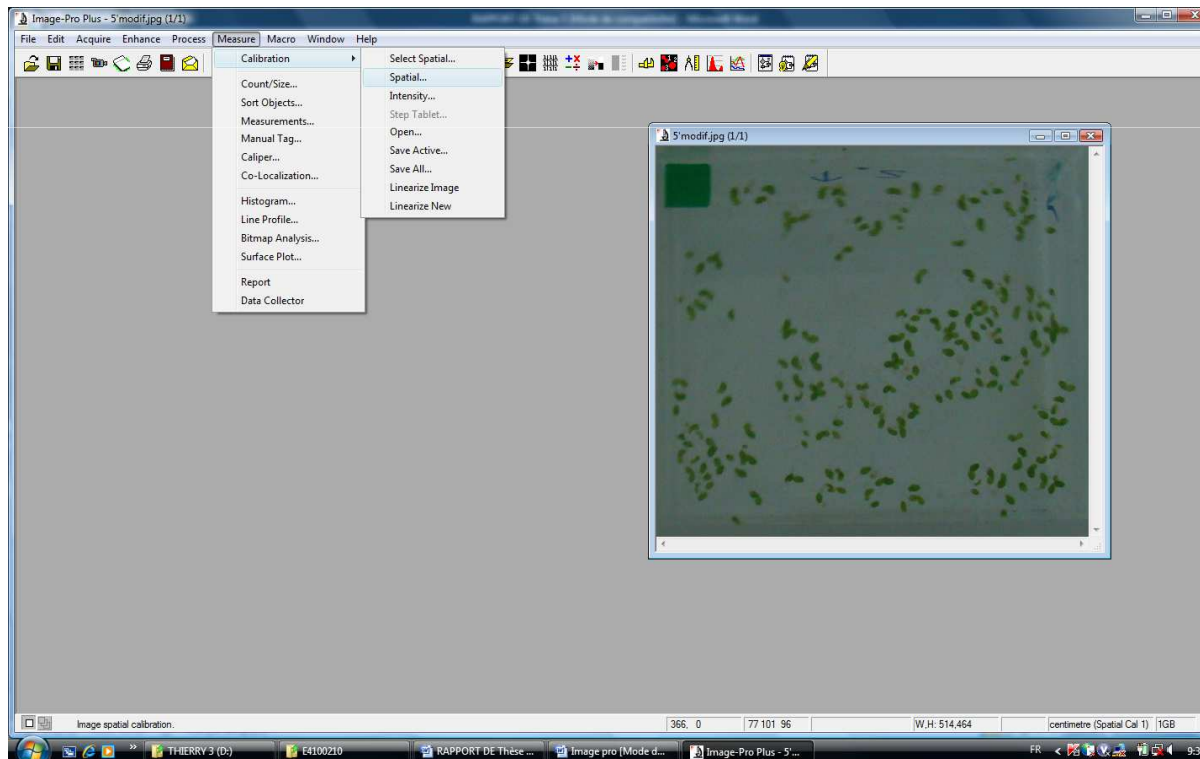 Image-Pro Plus - 5'modif.jpg (1/1)
File Edit Acquire Enhance Process Measure Macro Window Help
Calibration
Count/Size...
Sort Objects...
Measurements...
Manual Tag...
Caliper...
Co-Localization...
Histogram...
Line Profile...
Bitmap Analysis...
Surface Plot...
Report
Data Collector
Select Spatial...
Spatial...
Intensity...
Step Tablet...
Open...
Save Active...
Save All...
Linearize Image
Linearize New
5'modif.jpg (1/1)
Image spatial calibration. 366, 0 77 101 96 W,H: 514,464 centimetre (Spatial Cal 1) 1GB
THIERRY 3 (D:) E4100210 RAPPORT DE Thèse ... Image pro [Mode d... Image-Pro Plus - 5'... FR 9:3